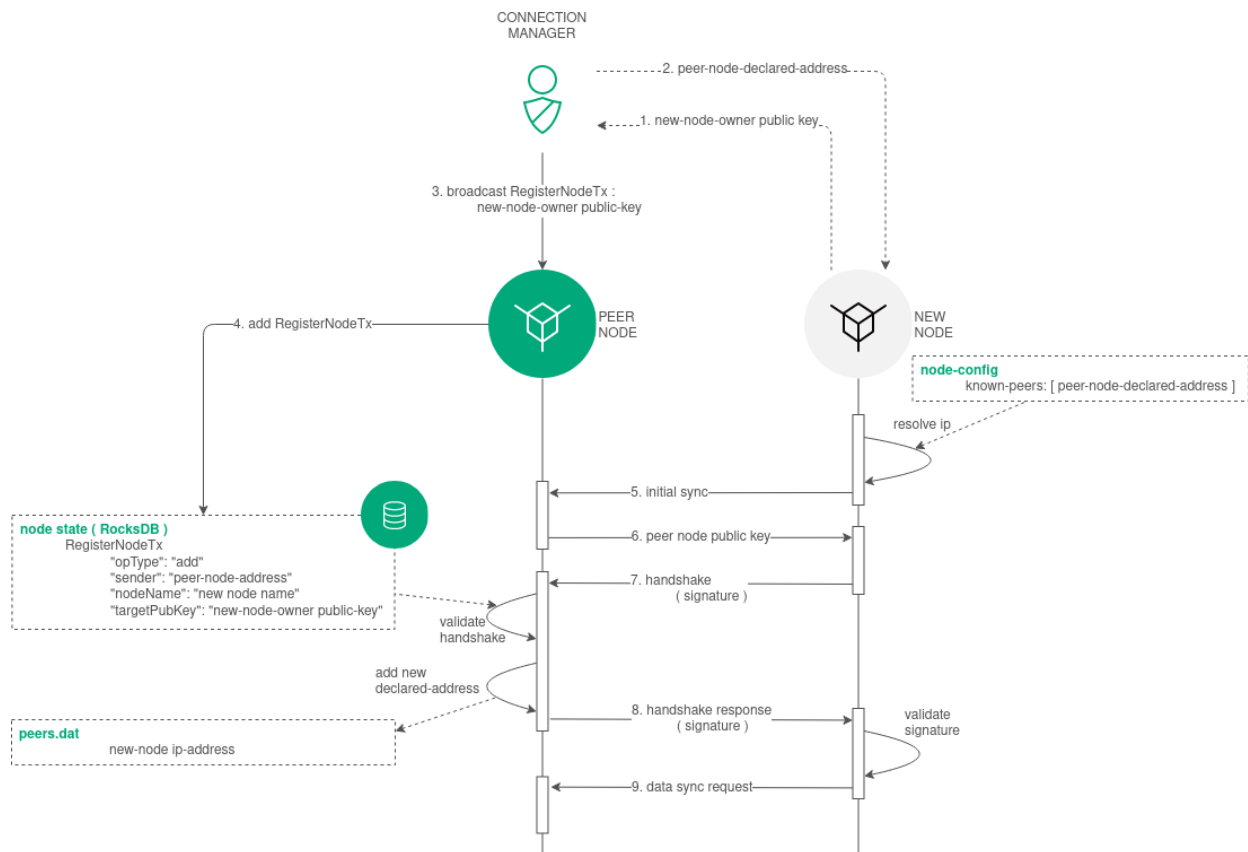 CONNECTION
MANAGER
2. peer-node-declared-address
1. new-node-owner public key
3. broadcast RegisterNodeTx :
new-node-owner public-key
4. add RegisterNodeTx
PEER
NODE
NEW
NODE
node-config
known-peers: [ peer-node-declared-address ]
resolve ip
5. initial sync
node state ( RocksDB )
RegisterNodeTx
"opType": "add"
"sender": "peer-node-address"
"nodeName": "new node name"
"targetPubKey": "new-node-owner public-key"
6. peer node public key
7. handshake
( signature )
validate
handshake
add new
declared-address
8. handshake response
( signature )
validate
signature
peers.dat
new-node ip-address
9. data sync request